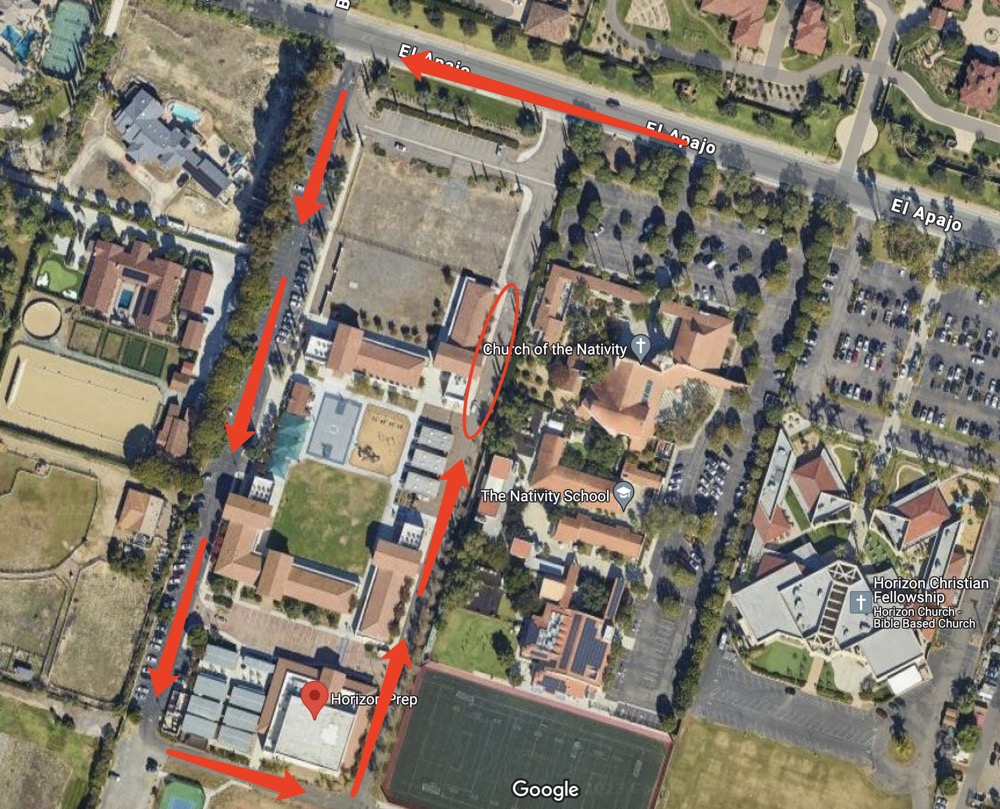 B
El Apajo
El Apajo
El Apajo
Church of the Nativity
The Nativity School
Horizon Christian
Fellowship
Horizon Church-
Bible Based Church
Horizon Prep
Google